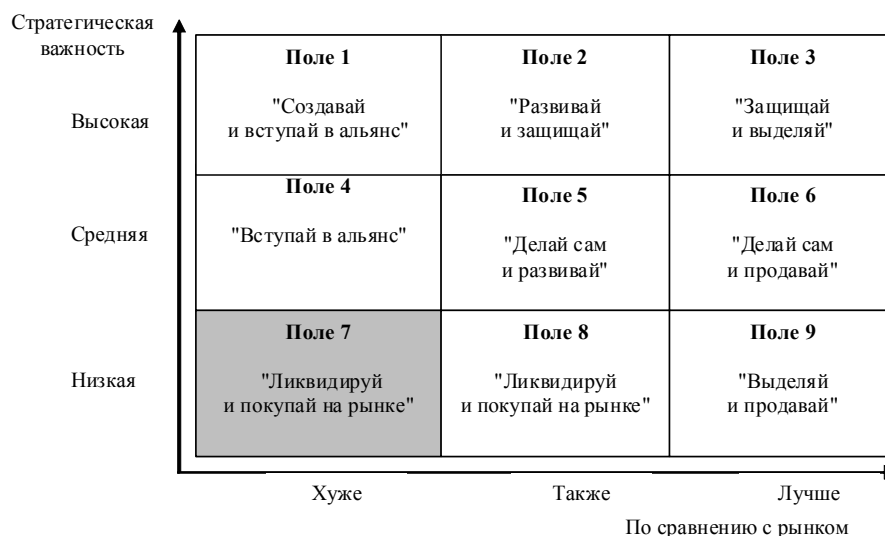 Стратегическая
важность
Поле 1
Поле 2
Поле 3
Высокая
"Создавай
и вступай в альянс"
"Развивай
и защищай"
"Защищай
и выделяй"
Поле 4
Поле 5
Поле 6
Средняя
"Вступай в альянс"
"Делай сам
и развивай"
"Делай сам
и продавай"
Поле 7
Поле 8
Поле 9
Низкая
"Ликвидируй
и покупай на рынке"
"Ликвидируй
и покупай на рынке"
"Выделяй
и продавай"
Хуже
Также
Лучше
По сравнению с рынком